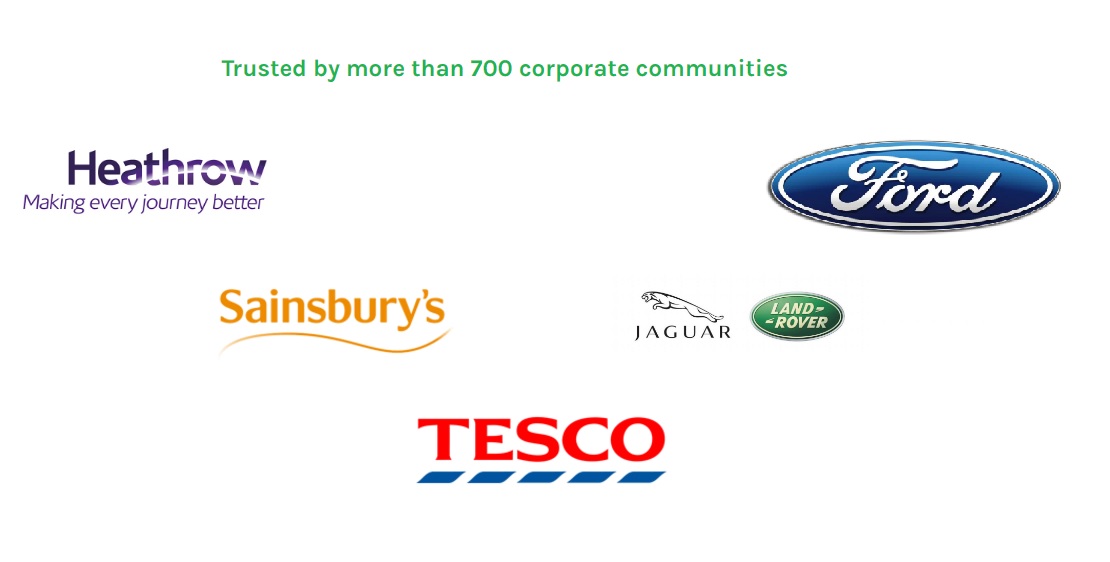 Trusted by more than 700 corporate communities
Heathrow
Making every journey better
Ford
Sainsbury's
JAGUAR
LAND-
-ROVER
TESCO